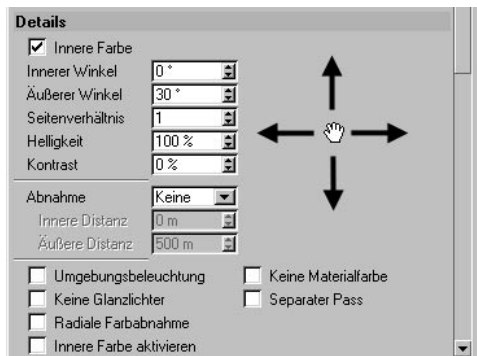 Details
Innere Farbe
Innerer Winkel 0 °
Äußerer Winkel 30 °
Seitenverhältnis 1
Helligkeit 100 %
Kontrast 0 %
Abnahme Keine
Innere Distanz 0 m
Äußere Distanz 500 m
Umgebungsbeleuchtung Keine Materialfarbe
Keine Glanzlichter Separater Pass
Radiale Farbabnahme
Innere Farbe aktivieren